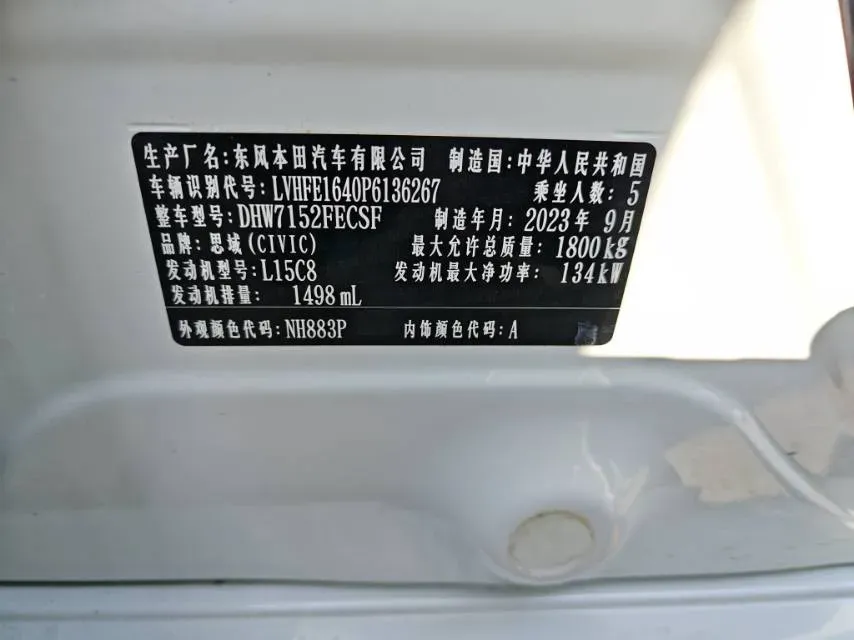 生产厂名:东风本田汽车有限公司 制造国:中华人民共和国
车辆识别代号:LVHFE1640P6136267 乘坐人数:5
整车型号:DHW7152FECSF 制造年月:2023年9月
品牌:思域(CIVIC) 最大允许总质量:1800kg
发动机型号:L15C8 发动机最大净功率:134kW
发动机排量: 1498mL
外观颜色代码:NH883P 内饰颜色代码:A